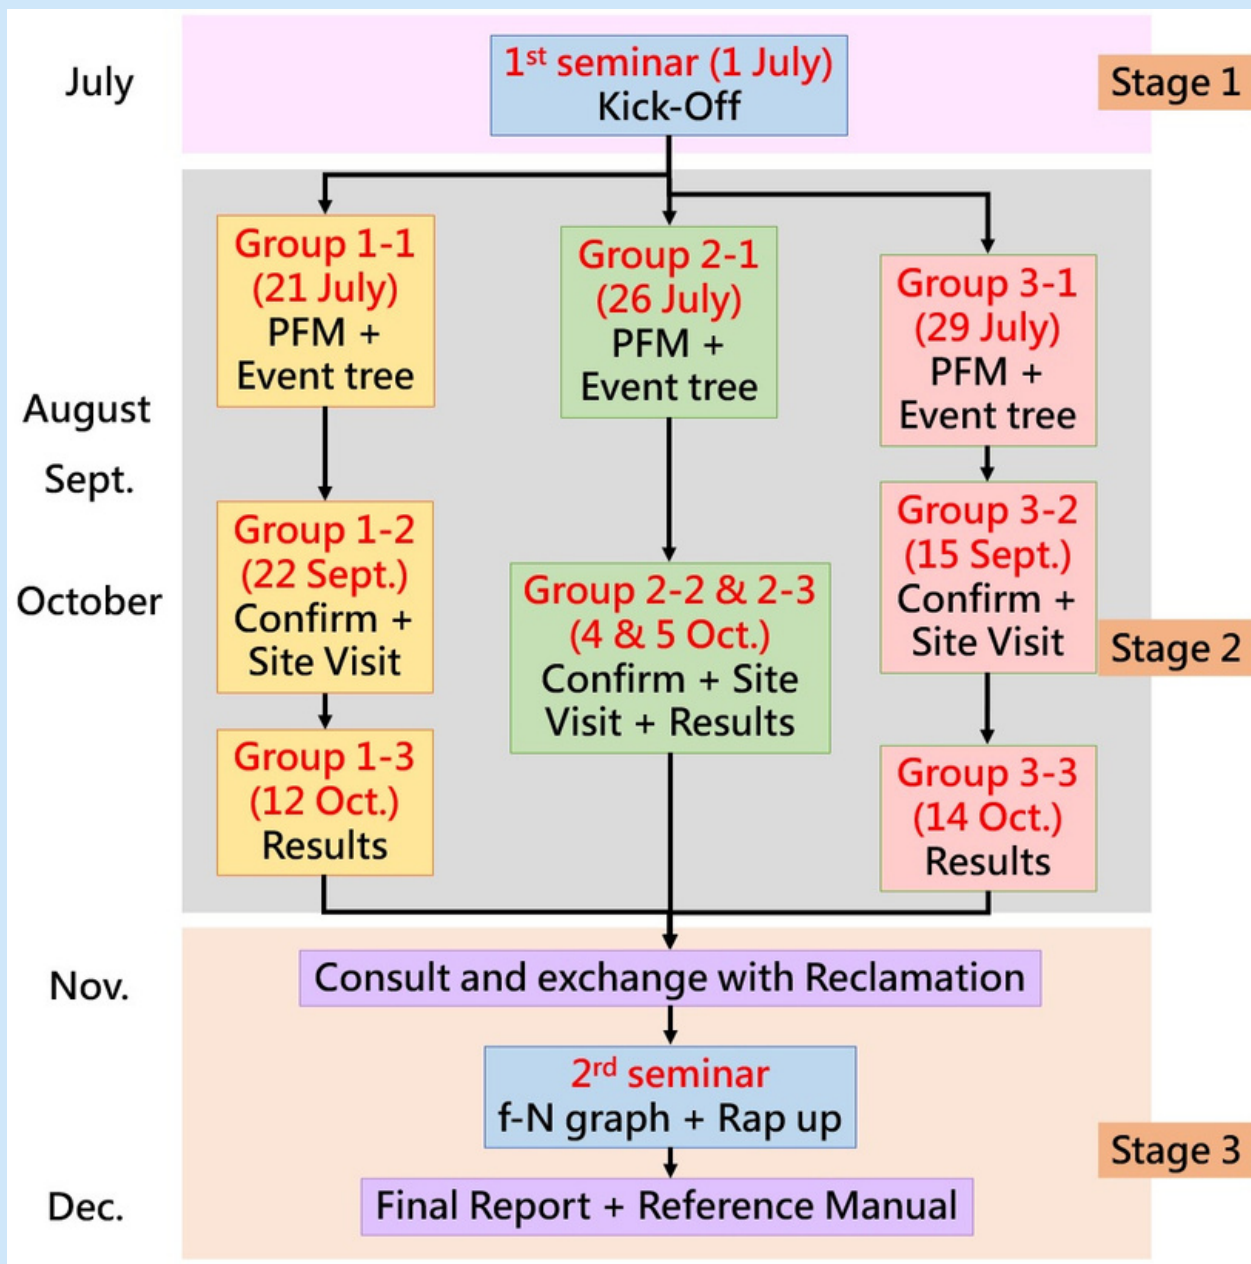 July
1st seminar (1 July)
Kick-Off
Stage 1
Group 1-1
(21 July)
PFM +
Event tree
Group 2-1
(26 July)
PFM +
Event tree
Group 3-1
(29 July)
PFM +
Event tree
August
Sept.
October
Group 1-2
(22 Sept.)
Confirm +
Site Visit
Group 2-2 & 2-3
(4 & 5 Oct.)
Confirm + Site
Visit + Results
Group 3-2
(15 Sept.)
Confirm +
Site Visit
Stage 2
Group 1-3
(12 Oct.)
Results
Group 3-3
(14 Oct.)
Results
Nov.
Consult and exchange with Reclamation
2rd seminar
f-N graph + Rap up
Stage 3
Dec.
Final Report + Reference Manual